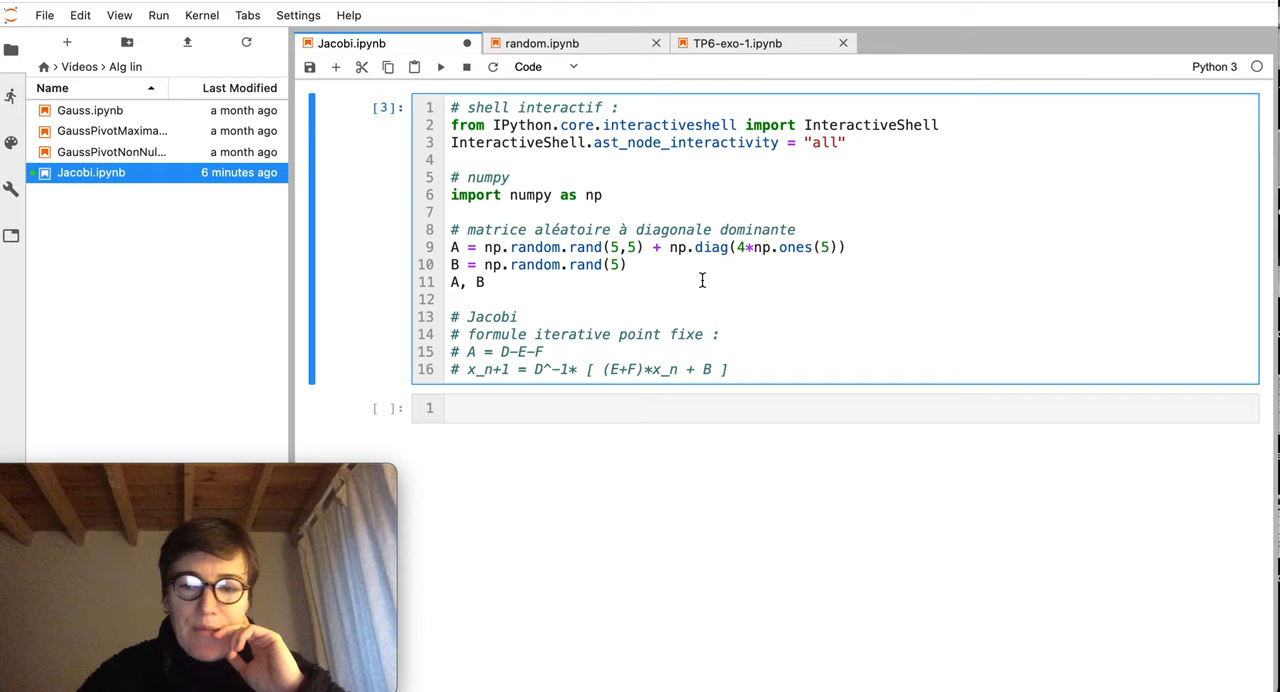 File Edit View Run Kernel Tabs Settings Help
Jacobi.ipynb random.ipynb TP6-exo-1.ipynb
Videos Alg lin Code Python 3
Name Last Modified
Gauss.ipynb a month ago
GaussPivotMaxima... a month ago
GaussPivotNonNul... a month ago
Jacobi.ipynb 6 minutes ago
[3]:
1 # shell interactif :
2 from IPython.core.interactiveshell import InteractiveShell
3 InteractiveShell.ast_node_interactivity = "all"
4
5 # numpy
6 import numpy as np
7
8 # matrice aléatoire à diagonale dominante
9 A = np.random.rand(5,5) + np.diag(4*np.ones(5))
10 B = np.random.rand(5)
11 A, B
12
13 # Jacobi
14 # formule iterative point fixe :
15 # A = D-E-F
16 # x_n+1 = D^-1* [ (E+F)*x_n + B ]
[ ]: 1